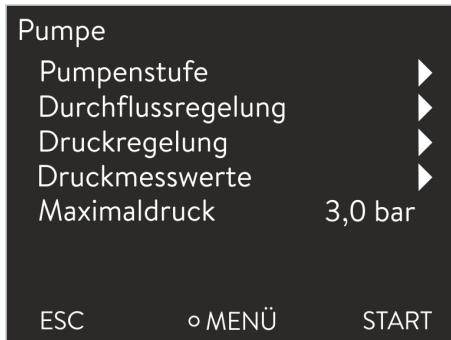 Pumpe
Pumpenstufe
Durchflussregelung
Druckregelung
Druckmesswerte
Maximaldruck 3,0 bar
ESC MENÜ START